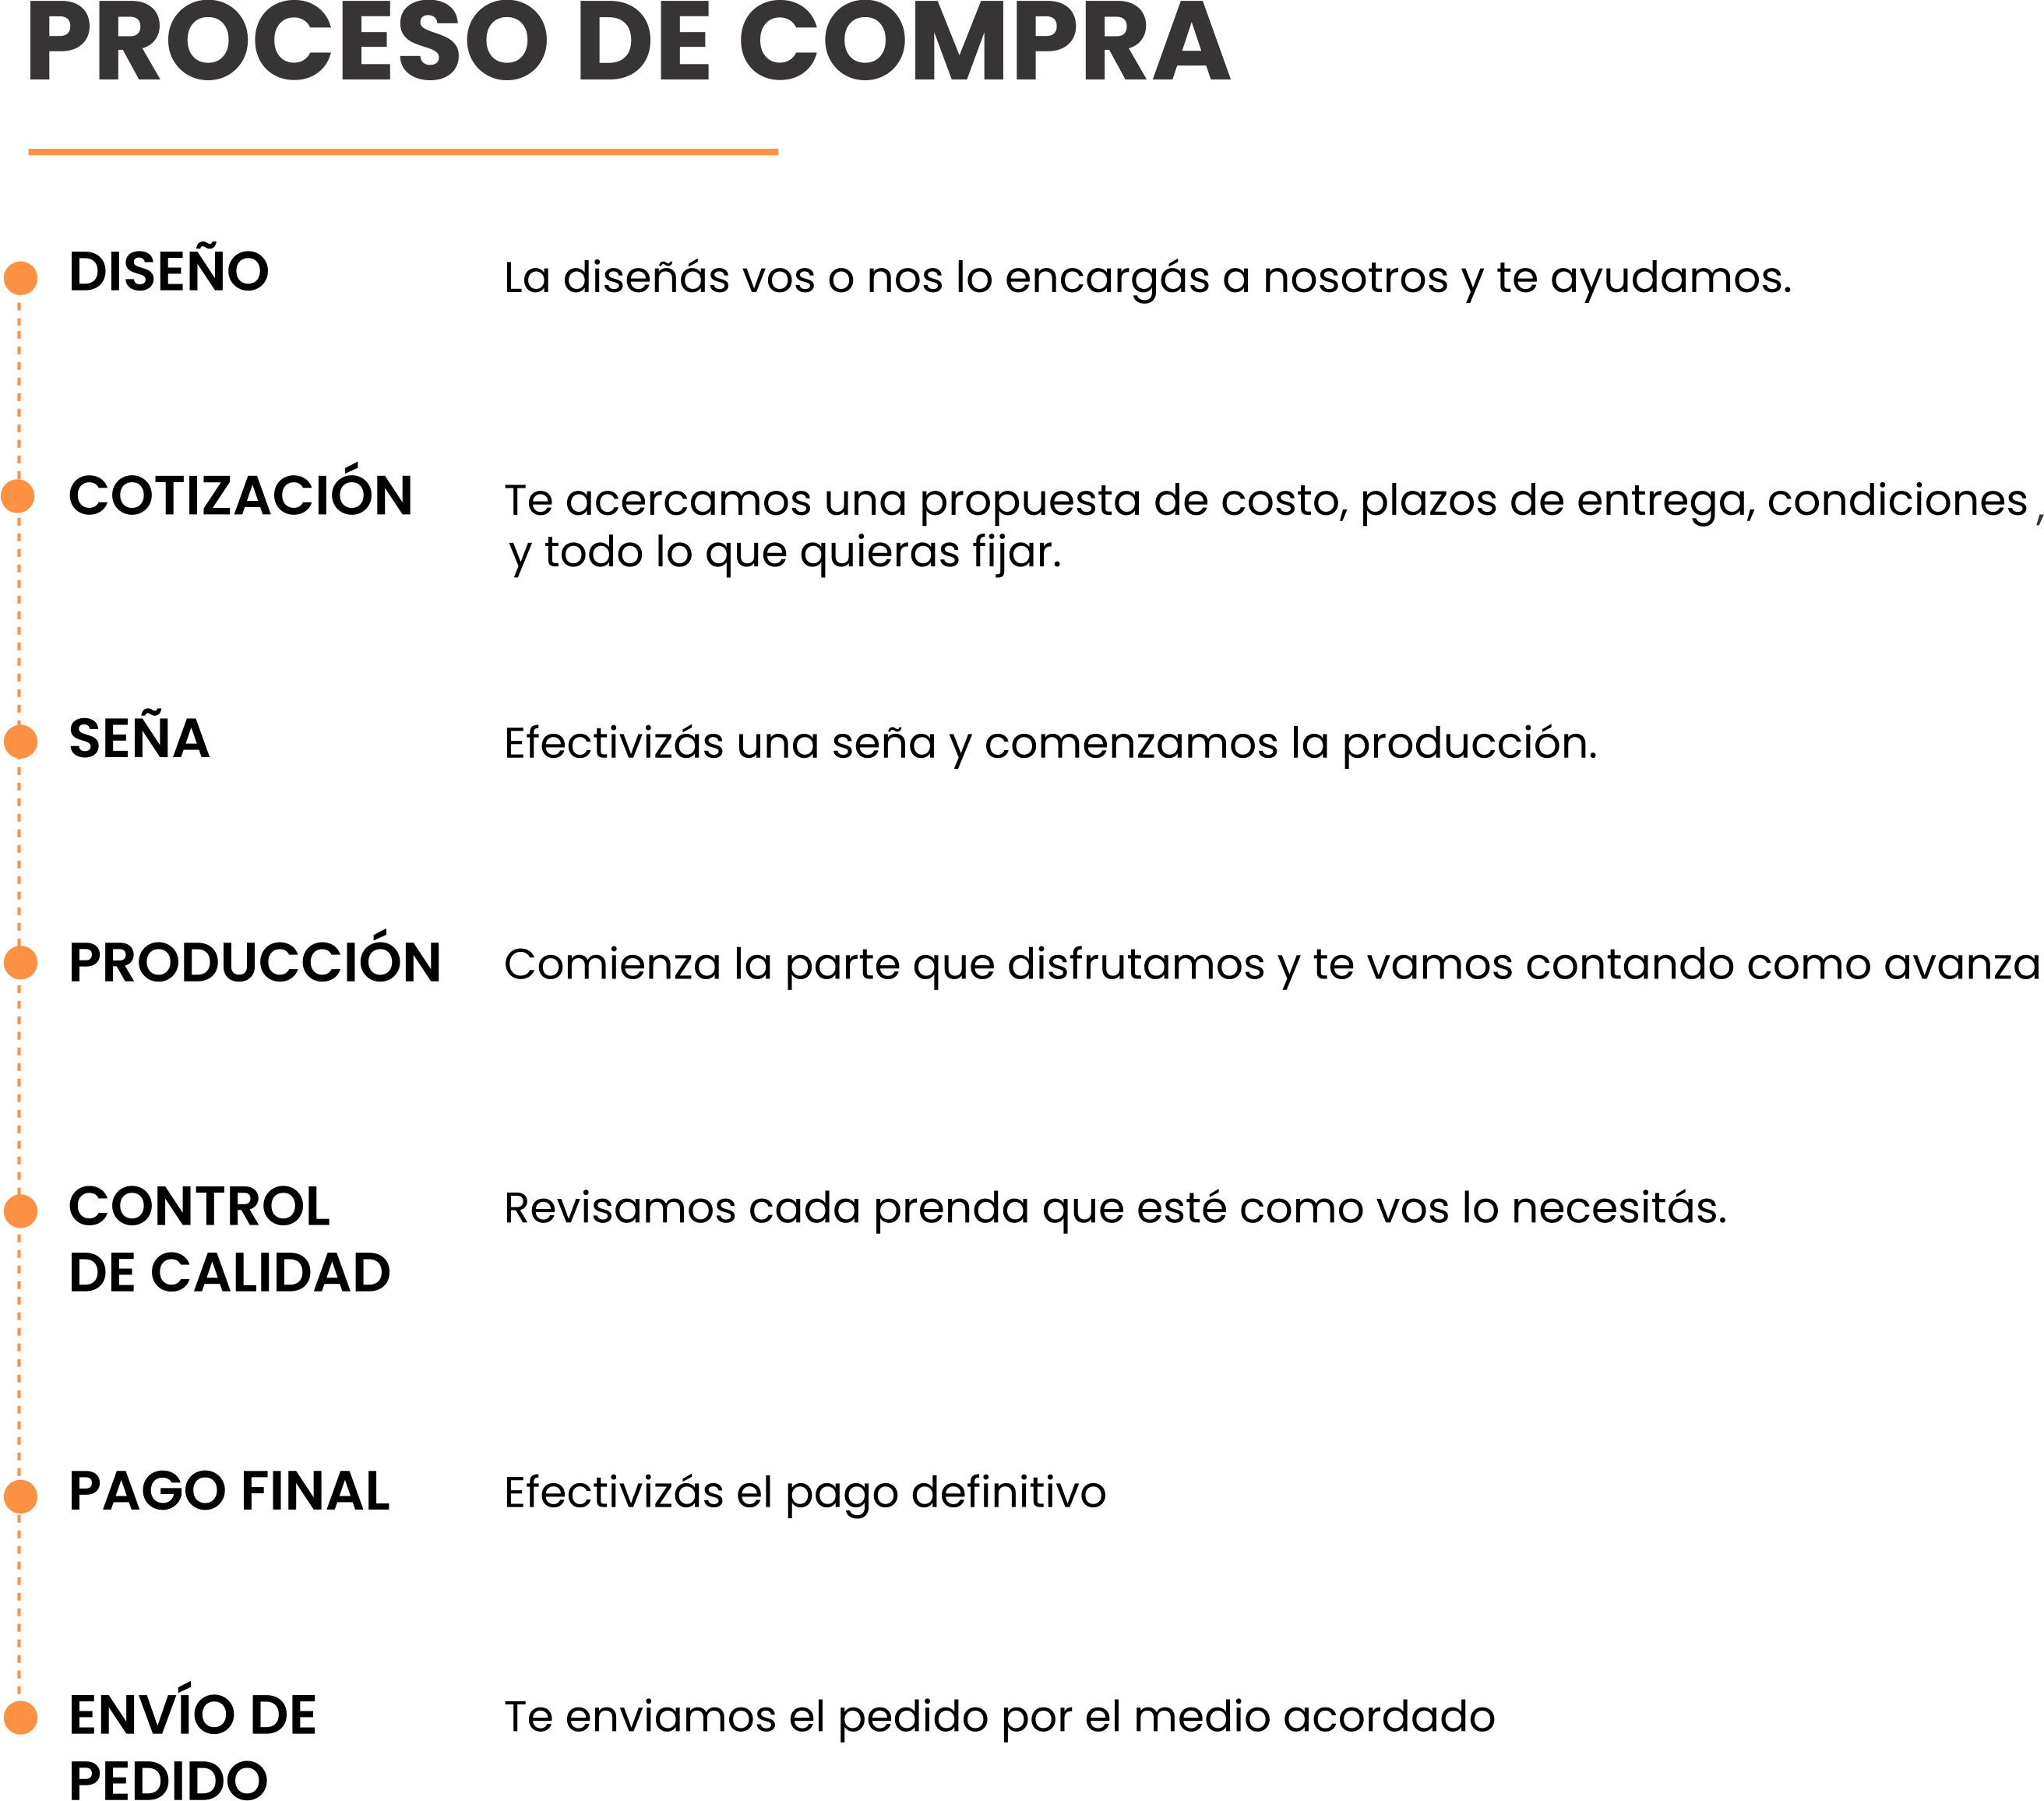 PROCESO DE COMPRA
DISEÑO
La diseñás vos o nos lo encargás a nosotros y te ayudamos.
COTIZACIÓN
Te acercamos una propuesta de costo, plazos de entrega, condiciones ,
y todo lo que quieras fijar.
SEÑA
Efectivizás una seña y comenzamos la producción.
PRODUCCIÓN
Comienza la parte que disfrutamos y te vamos contando como avanza
CONTROL
DE CALIDAD
Revisamos cada prenda que esté como vos lo necesitás.
PAGO FINAL
Efectivizás el pago definitivo
ENVÍO DE
PEDIDO
Te enviamos el pedido por el medio acordado